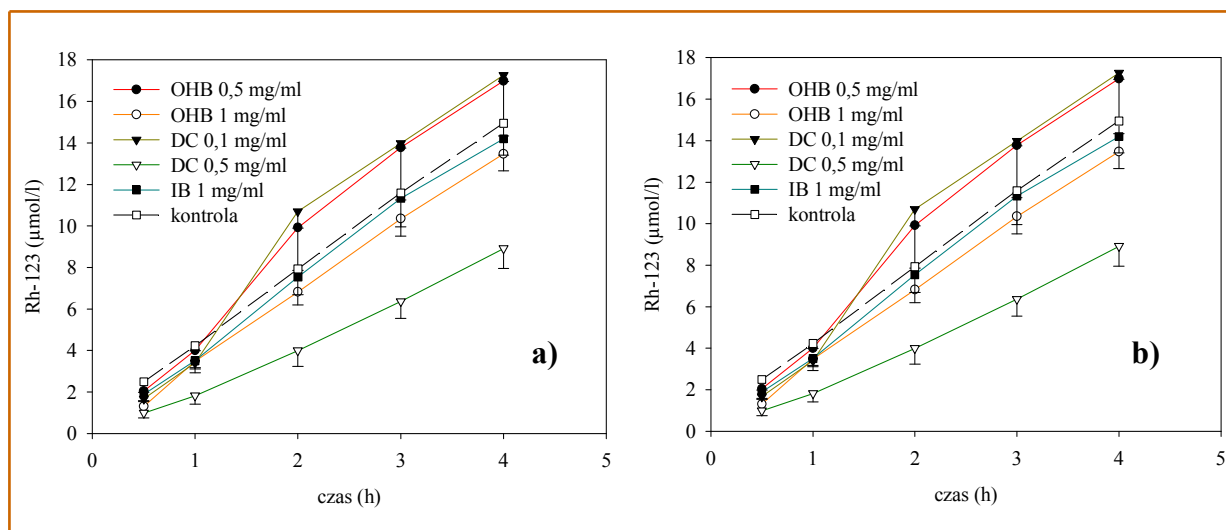 18
16
14
12
10
8
6
4
2
0
Rh-123 (µmol/l)
OHB 0,5 mg/ml
OHB 1 mg/ml
DC 0,1 mg/ml
DC 0,5 mg/ml
IB 1 mg/ml
kontrola
a)
0 1 2 3 4 5
czas (h)
18
16
14
12
10
8
6
4
2
0
Rh-123 (µmol/l)
OHB 0,5 mg/ml
OHB 1 mg/ml
DC 0,1 mg/ml
DC 0,5 mg/ml
IB 1 mg/ml
kontrola
b)
0 1 2 3 4 5
czas (h)